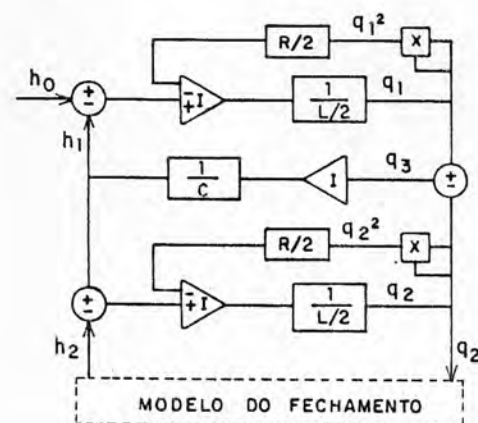 R/2
q₁²
X
h₀
+
−
−
+
I
1
L/2
q₁
h₁
1
C
I
q₃
+
−
R/2
q₂²
X
+
−
−
+
I
1
L/2
q₂
h₂
q₂
MODELO DO FECHAMENTO